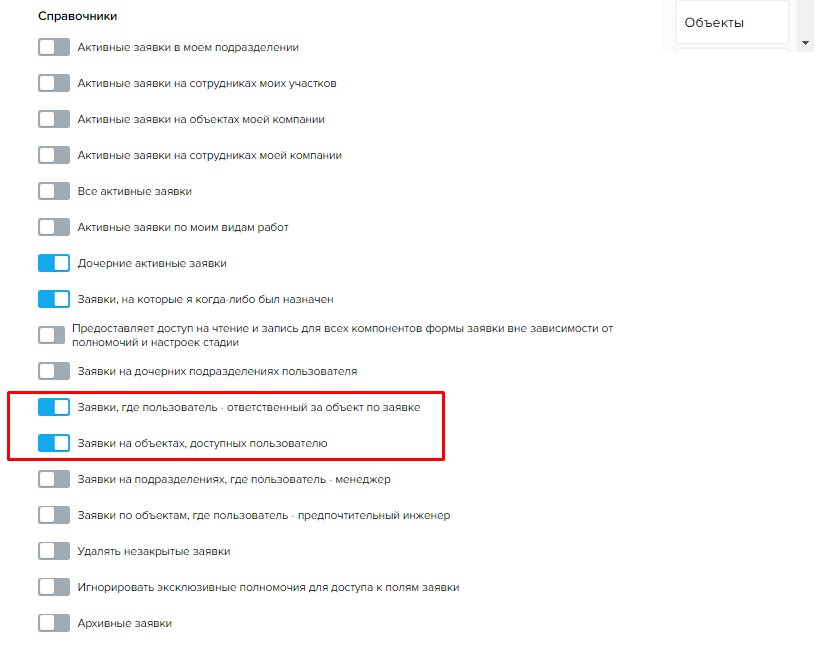 Справочники
Объекты
Активные заявки в моем подразделении
Активные заявки на сотрудниках моих участков
Активные заявки на объектах моей компании
Активные заявки на сотрудниках моей компании
Все активные заявки
Активные заявки по моим видам работ
Дочерние активные заявки
Заявки, на которые я когда-либо был назначен
Предоставляет доступ на чтение и запись для всех компонентов формы заявки вне зависимости от
полномочий и настроек стадии
Заявки на дочерних подразделениях пользователя
Заявки, где пользователь - ответственный за объект по заявке
Заявки на объектах, доступных пользователю
Заявки на подразделениях, где пользователь - менеджер
Заявки по объектам, где пользователь - предпочтительный инженер
Удалять незакрытые заявки
Игнорировать эксклюзивные полномочия для доступа к полям заявки
Архивные заявки